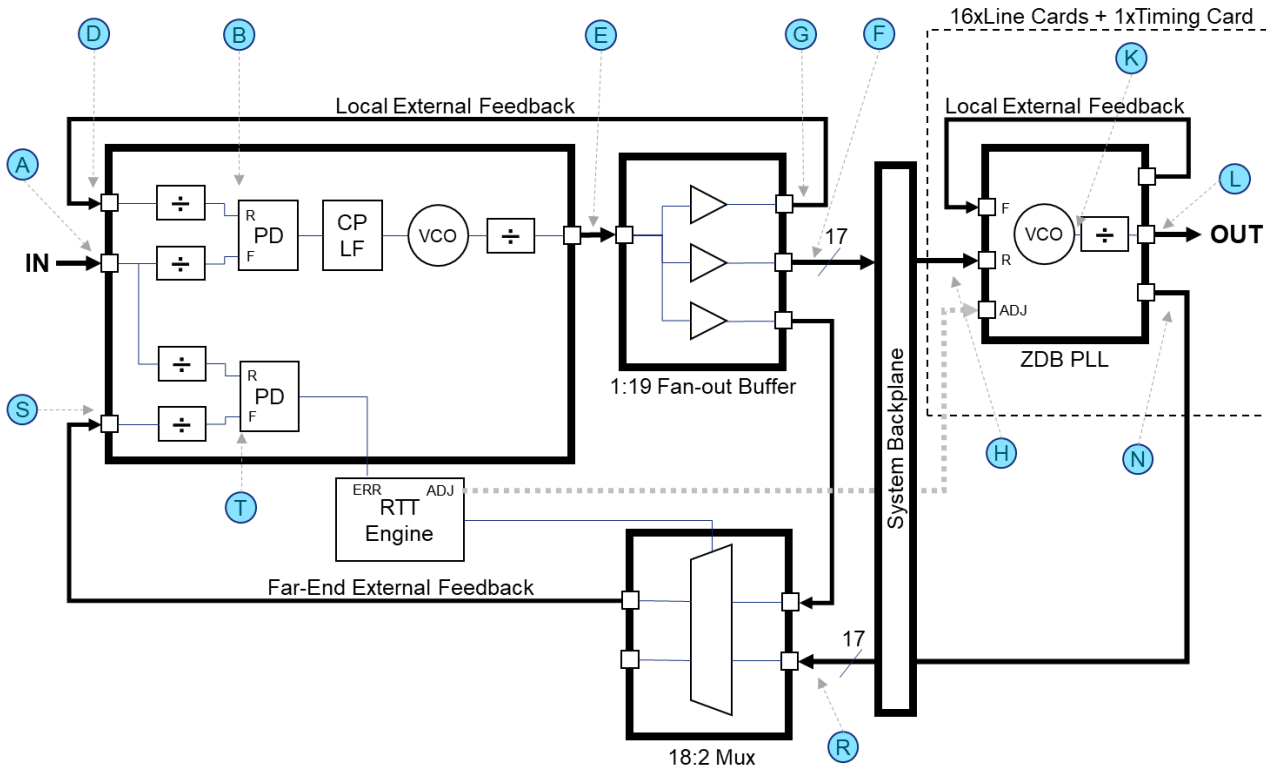 16xLine Cards + 1xTiming Card
D
B
E
G
F
K
Local External Feedback
Local External Feedback
A
L
÷
R
PD
F
CP
LF
VCO
÷
÷
17
F
VCO
÷
R
ADJ
OUT
IN
ZDB PLL
÷
R
PD
F
÷
1:19 Fan-out Buffer
S
T
H
N
System Backplane
ERR
ADJ
RTT
Engine
Far-End External Feedback
17
R
18:2 Mux